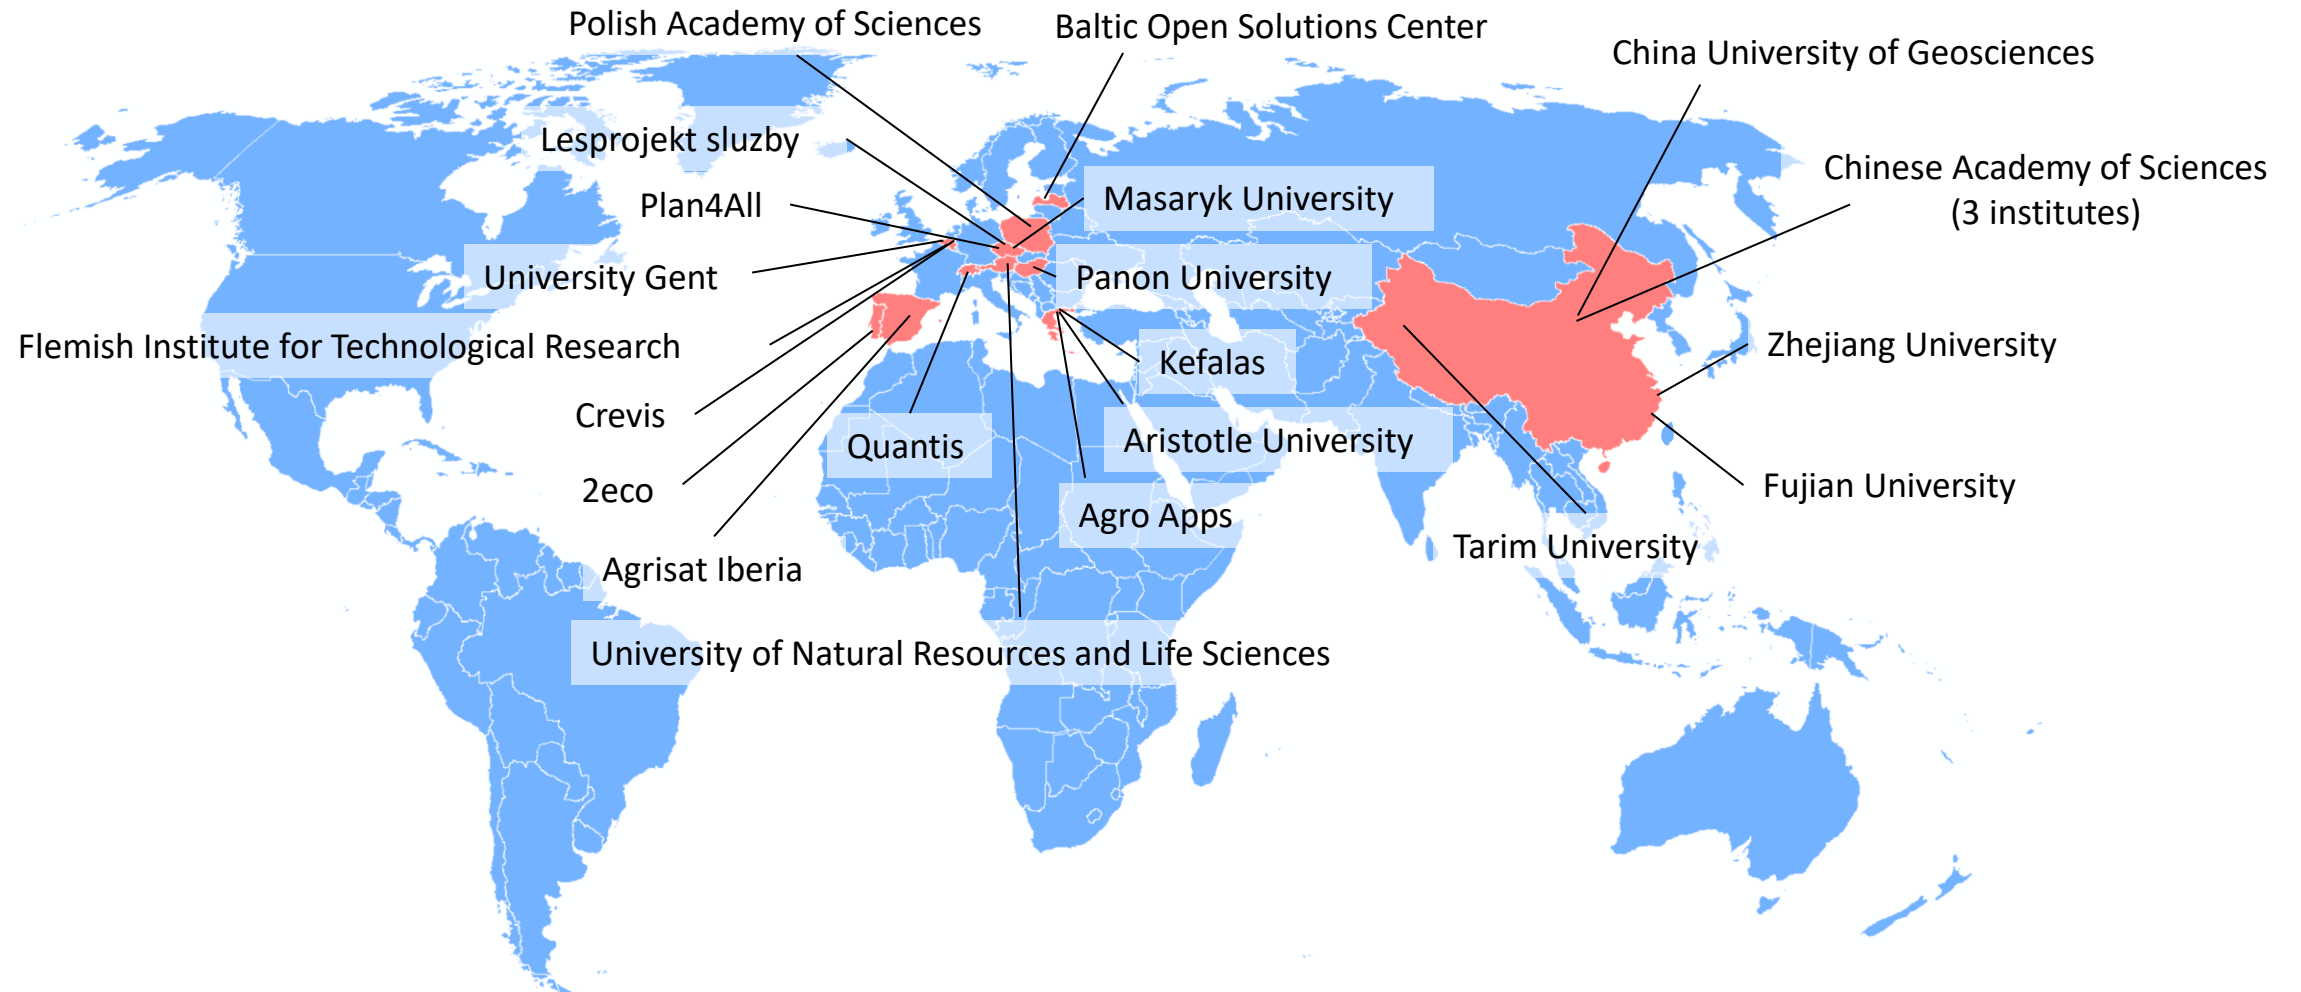 Polish Academy of Sciences
Baltic Open Solutions Center
China University of Geosciences
Lesprojekt sluzby
Chinese Academy of Sciences
(3 institutes)
Plan4All
Masaryk University
University Gent
Panon University
Flemish Institute for Technological Research
Kefalas
Zhejiang University
Crevis
Quantis
Aristotle University
2eco
Fujian University
Agro Apps
Tarim University
Agrisat Iberia
University of Natural Resources and Life Sciences